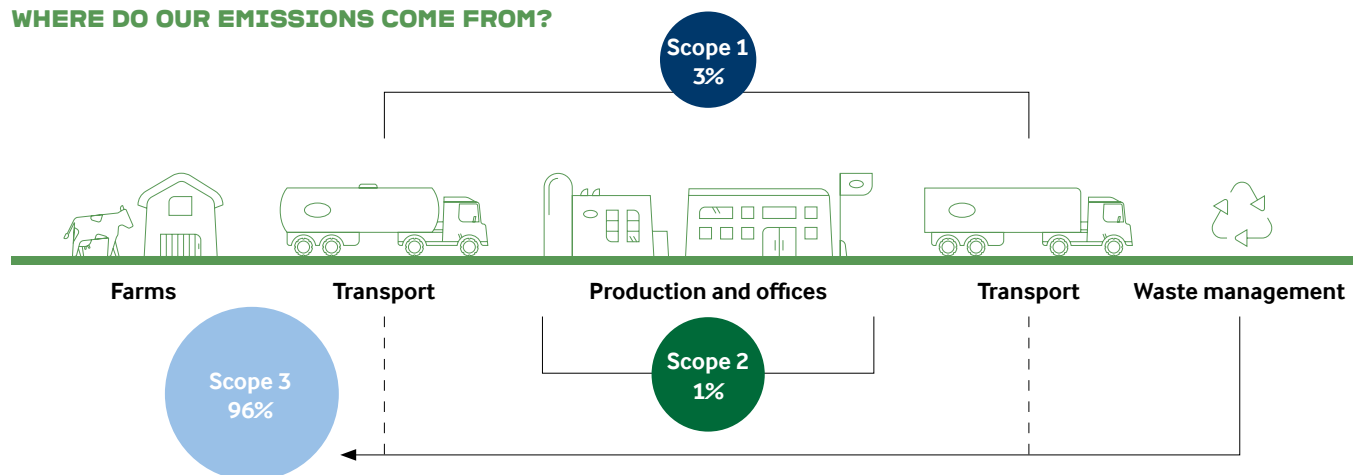 WHERE DO OUR EMISSIONS COME FROM?
Scope 1
3%
Farms
Transport
Production and offices
Transport
Waste management
Scope 3
96%
Scope 2
1%